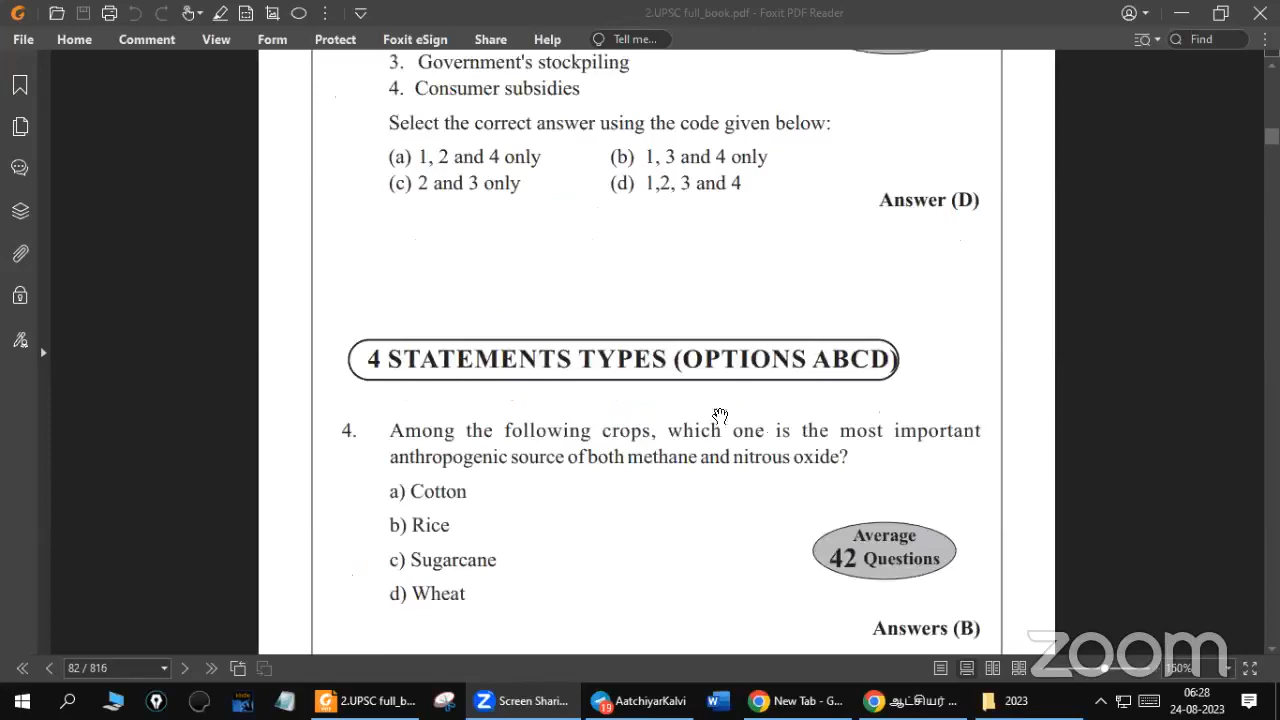 2.UPSC full_book.pdf - Foxit PDF Reader
File Home Comment View Form Protect Foxit eSign Share Help Tell me... Find
3. Government's stockpiling
4. Consumer subsidies
Select the correct answer using the code given below:
(a) 1, 2 and 4 only (b) 1, 3 and 4 only
(c) 2 and 3 only (d) 1,2, 3 and 4
Answer (D)
4 STATEMENTS TYPES (OPTIONS ABCD)
4. Among the following crops, which one is the most important
anthropogenic source of both methane and nitrous oxide?
a) Cotton
b) Rice
c) Sugarcane
d) Wheat
Average
42 Questions
Answers (B)
zoom
82 / 816 150%
2.UPSC full_b... Screen Shari... 19 AatchiyarKalvi New Tab - G... 2023 06:28
24-08-2023